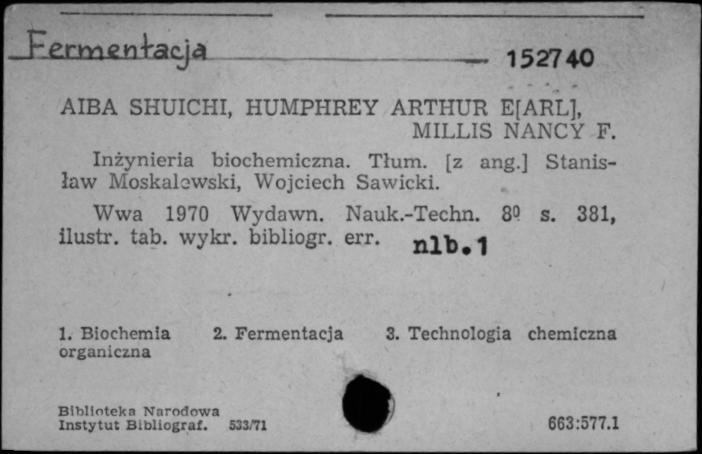 Fermentacja
152740
AIBA SHUICHI, HUMPHREY ARTHUR E[ARL],
MILLIS NANCY F.
Inżynieria biochemiczna. Tłum. [z ang.] Stanis-
ław Moskalewski, Wojciech Sawicki.
Wwa 1970 Wydawn. Nauk.-Techn. 8º s. 381,
ilustr. tab. wykr. bibliogr. err. nlb.1
1. Biochemia 2. Fermentacja 3. Technologia chemiczna
organiczna
Biblioteka Narodowa
Instytut Bibliograf. 533/71
663:577.1